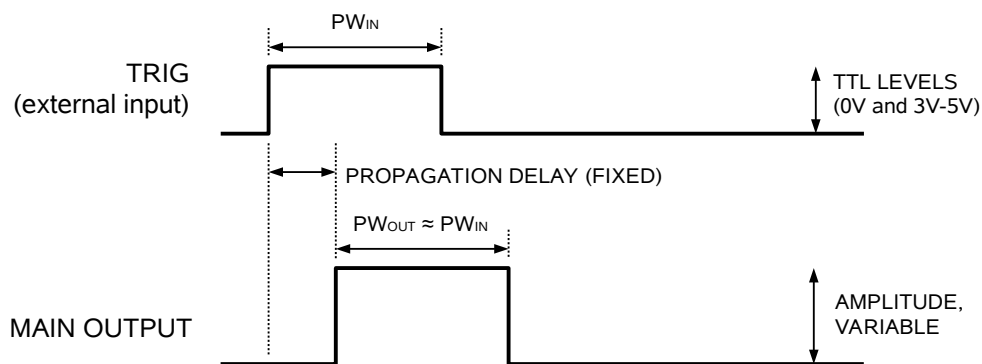 PWIN
TRIG
(external input)
TTL LEVELS
(0V and 3V-5V)
PROPAGATION DELAY (FIXED)
PWOUT ≈ PWIN
MAIN OUTPUT
AMPLITUDE,
VARIABLE